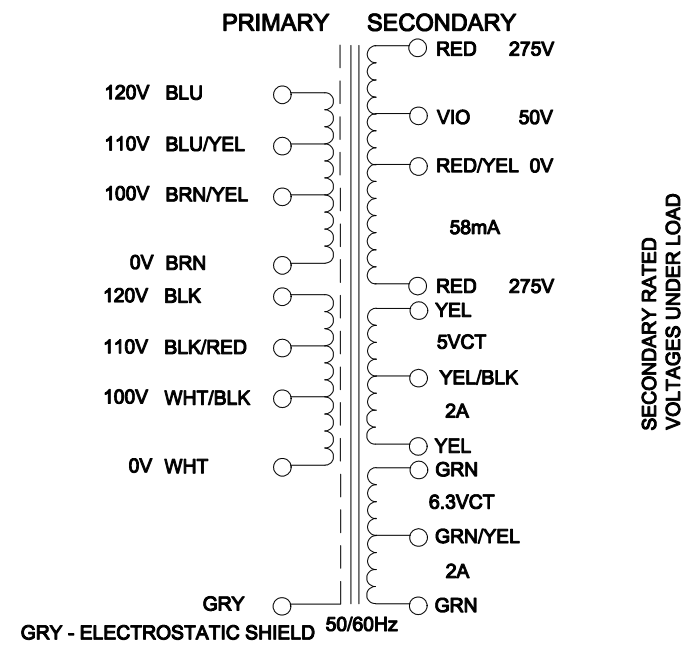 PRIMARY SECONDARY
RED 275V
120V BLU
VIO 50V
110V BLU/YEL
RED/YEL 0V
100V BRN/YEL
58mA
0V BRN
RED 275V
120V BLK
YEL
5VCT
110V BLK/RED
YEL/BLK
100V WHT/BLK
2A
YEL
0V WHT
GRN
6.3VCT
GRN/YEL
2A
GRY
GRN
GRY - ELECTROSTATIC SHIELD
50/60Hz
SECONDARY RATED
VOLTAGES UNDER LOAD